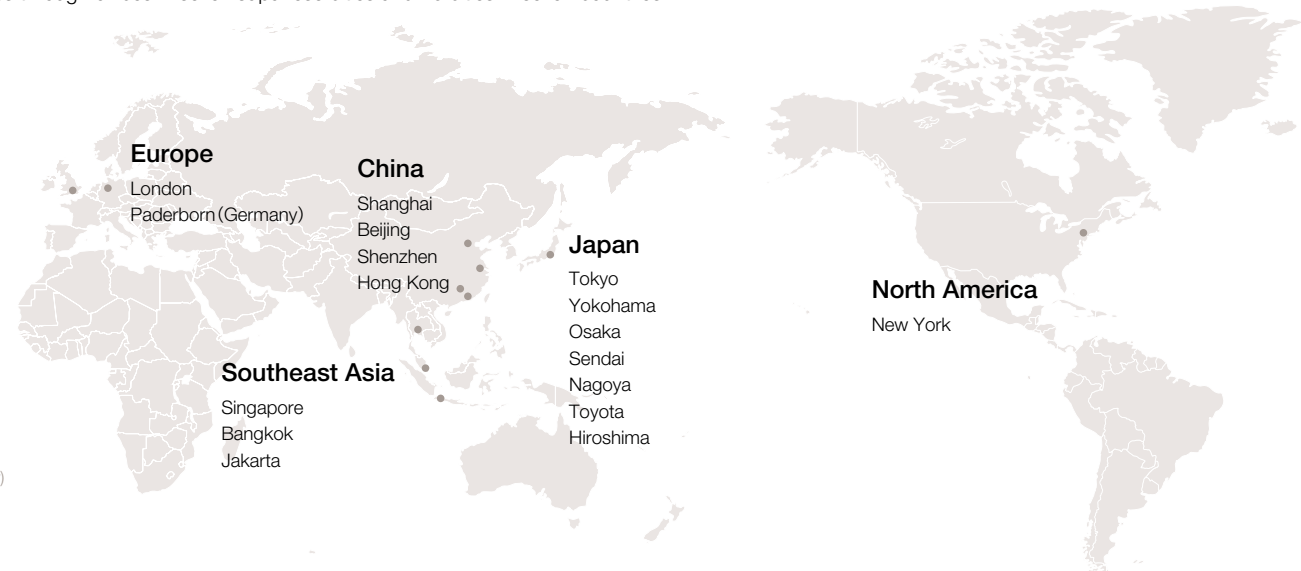 Europe
London
Paderborn (Germany)
China
Shanghai
Beijing
Shenzhen
Hong Kong
Japan
Tokyo
Yokohama
Osaka
Sendai
Nagoya
Toyota
Hiroshima
Southeast Asia
Singapore
Bangkok
Jakarta
North America
New York
)